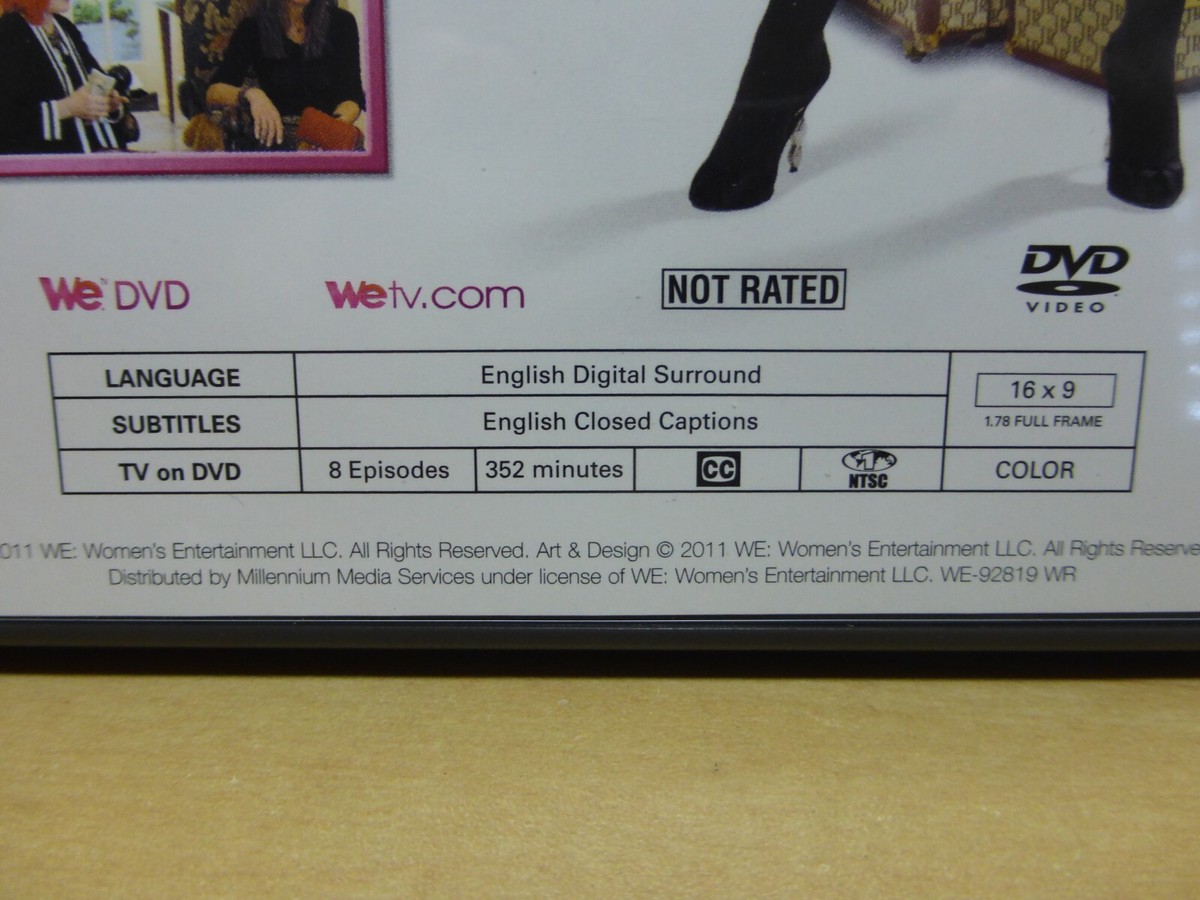 We DVD
wetv.com
NOT RATED
DVD
VIDEO
LANGUAGE
English Digital Surround
16 x 9
1.78 FULL FRAME
SUBTITLES
English Closed Captions
TV on DVD
8 Episodes
352 minutes
CC
1
NTSC
COLOR
011 WE: Women's Entertainment LLC. All Rights Reserved. Art & Design © 2011 WE: Women's Entertainment LLC. All Rights Reserve
Distributed by Millennium Media Services under license of WE: Women's Entertainment LLC. WE-92819 WR